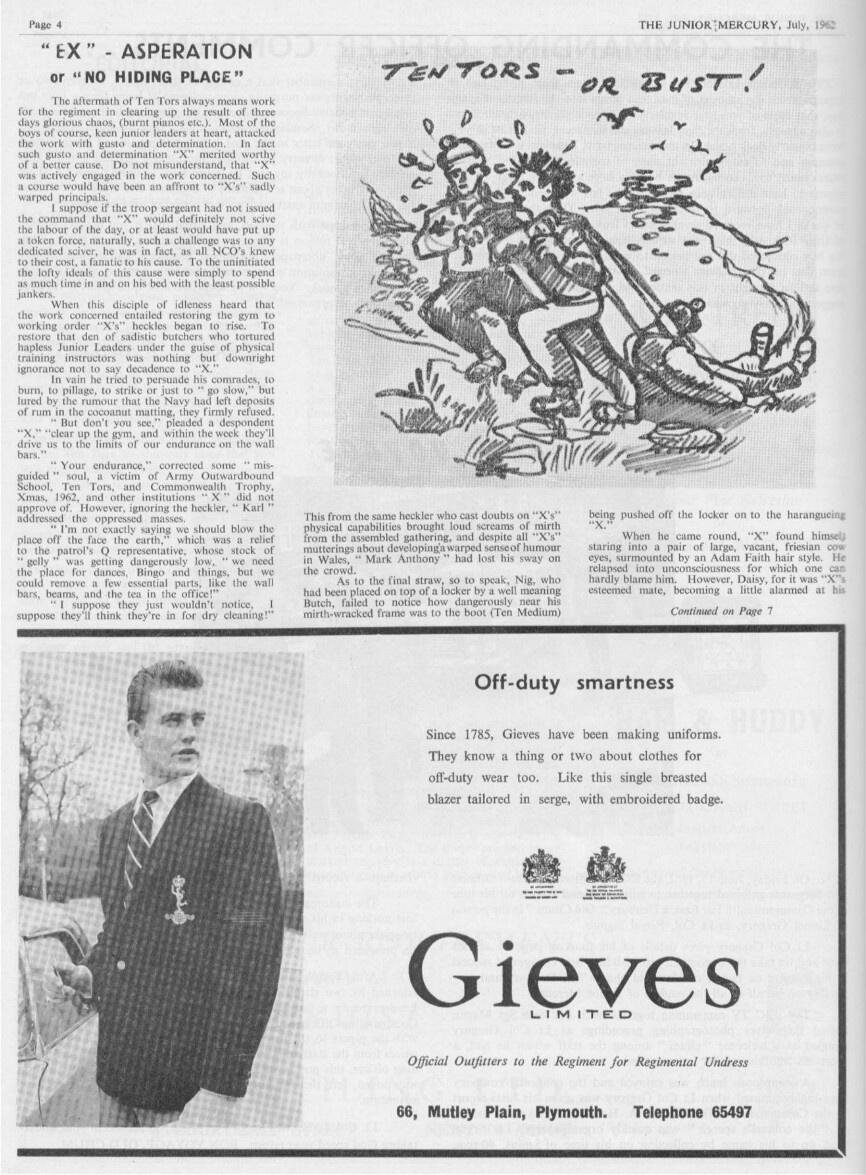 Page 4
THE JUNIOR MERCURY, July, 1962
"EX" - ASPERATION
or "NO HIDING PLACE"
The aftermath of Ten Tors always means work
for the regiment in clearing up the result of three
days glorious chaos, (burnt pianos etc.). Most of the
boys of course, keen junior leaders at heart, attacked
the work with gusto and determination. In fact
such gusto and determination "X" merited worthy
of a better cause. Do not misunderstand, that "X"
was actively engaged in the work concerned. Such
a course would have been an affront to "X's" sadly
warped principals.
I suppose if the troop sergeant had not issued
the command that "X" would definitely not scive
the labour of the day, or at least would have put up
a token force, naturally, such a challenge was to any
dedicated sciver, he was in fact, as all NCO's knew
to their cost, a fanatic to his cause. To the uninitiated
the lofty ideals of this cause were simply to spend
as much time in and on his bed with the least possible
jankers.
When this disciple of idleness heard that
the work concerned entailed restoring the gym to
working order "X's" heckles began to rise. To
restore that den of sadistic butchers who tortured
hapless Junior Leaders under the guise of physical
training instructors was nothing but downright
ignorance not to say decadence to "X."
In vain he tried to persuade his comrades, to
burn, to pillage, to strike or just to " go slow," but
lured by the rumour that the Navy had left deposits
of rum in the cocoanut matting, they firmly refused.
" But don't you see," pleaded a despondent
"X," "clear up the gym, and within the week they'll
drive us to the limits of our endurance on the wall
bars."
" Your endurance," corrected some " mis-
guided " soul, a victim of Army Outwardbound
School, Ten Tors, and Commonwealth Trophy,
Xmas, 1962, and other institutions " X " did not
approve of. However, ignoring the heckler, " Karl "
addressed the oppressed masses.
" I'm not exactly saying we should blow the
place off the face the earth," which was a relief
to the patrol's Q representative, whose stock of
" gelly " was getting dangerously low, " we need
the place for dances, Bingo and things, but we
could remove a few essential parts, like the wall
bars, beams, and the tea in the office!"
" I suppose they just wouldn't notice, I
suppose they'll think they're in for dry cleaning!"
TEN TORS - OR BUST!
This from the same heckler who cast doubts on "X's"
physical capabilities brought loud screams of mirth
from the assembled gathering, and despite all "X's"
mutterings about developing a warped sense of humour
in Wales, " Mark Anthony " had lost his sway on
the crowd.
As to the final straw, so to speak, Nig, who
had been placed on top of a locker by a well meaning
Butch, failed to notice how dangerously near his
mirth-wracked frame was to the boot (Ten Medium)
being pushed off the locker on to the harangueing
"X."
When he came round, "X" found himself
staring into a pair of large, vacant, friesian cow
eyes, surmounted by an Adam Faith hair style. He
relapsed into unconsciousness for which one can
hardly blame him. However, Daisy, for it was "X"'s
esteemed mate, becoming a little alarmed at his
Continued on Page 7
Off-duty smartness
Since 1785, Gieves have been making uniforms.
They know a thing or two about clothes for
off-duty wear too. Like this single breasted
blazer tailored in serge, with embroidered badge.
Gieves
LIMITED
Official Outfitters to the Regiment for Regimental Undress
66, Mutley Plain, Plymouth. Telephone 65497